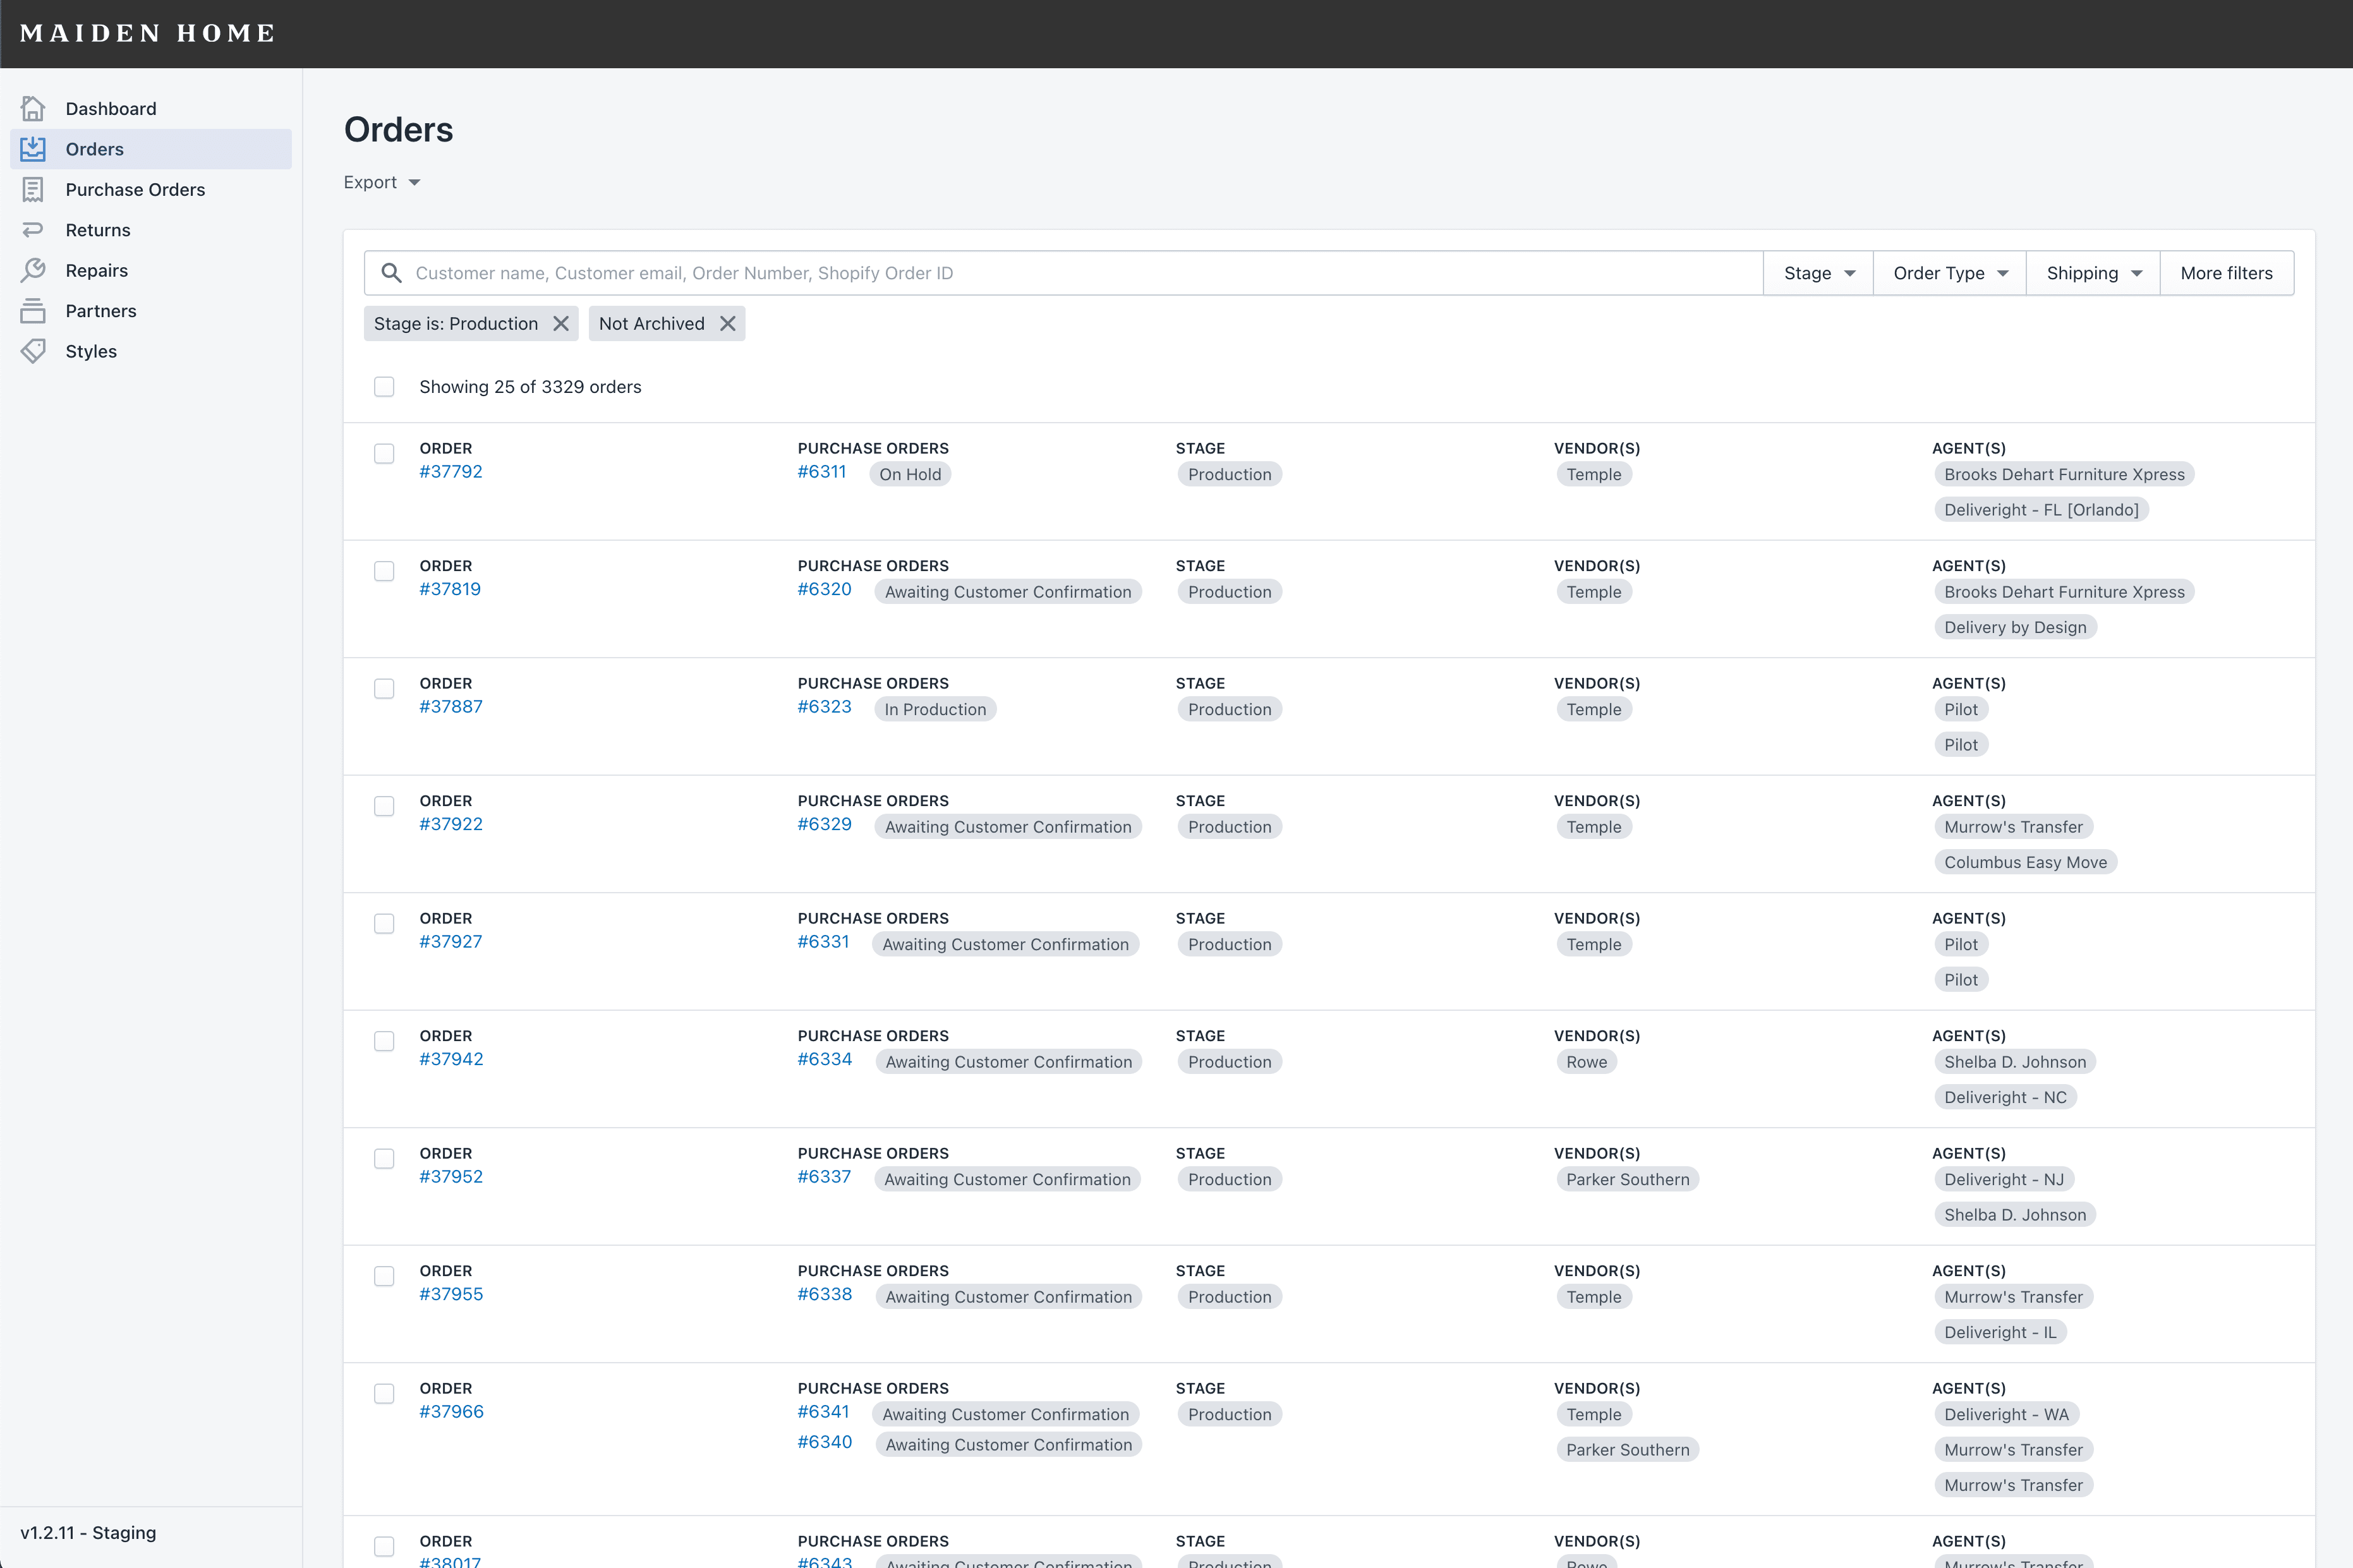 MAIDEN HOME
Dashboard
Orders
Purchase Orders
Returns
Repairs
Partners
Styles
v1.2.11 - Staging
Orders
Export
Customer name, Customer email, Order Number, Shopify Order ID
Stage
Order Type
Shipping
More filters
Stage is: Production
Not Archived
Showing 25 of 3329 orders
ORDER PURCHASE ORDERS STAGE VENDOR(S) AGENT(S)
#37792 #6311 On Hold Production Temple Brooks Dehart Furniture Xpress
Deliveright - FL [Orlando]
ORDER PURCHASE ORDERS STAGE VENDOR(S) AGENT(S)
#37819 #6320 Awaiting Customer Confirmation Production Temple Brooks Dehart Furniture Xpress
Delivery by Design
ORDER PURCHASE ORDERS STAGE VENDOR(S) AGENT(S)
#37887 #6323 In Production Production Temple Pilot
Pilot
ORDER PURCHASE ORDERS STAGE VENDOR(S) AGENT(S)
#37922 #6329 Awaiting Customer Confirmation Production Temple Murrow's Transfer
Columbus Easy Move
ORDER PURCHASE ORDERS STAGE VENDOR(S) AGENT(S)
#37927 #6331 Awaiting Customer Confirmation Production Temple Pilot
Pilot
ORDER PURCHASE ORDERS STAGE VENDOR(S) AGENT(S)
#37942 #6334 Awaiting Customer Confirmation Production Rowe Shelba D. Johnson
Deliveright - NC
ORDER PURCHASE ORDERS STAGE VENDOR(S) AGENT(S)
#37952 #6337 Awaiting Customer Confirmation Production Parker Southern Deliveright - NJ
Shelba D. Johnson
ORDER PURCHASE ORDERS STAGE VENDOR(S) AGENT(S)
#37955 #6338 Awaiting Customer Confirmation Production Temple Murrow's Transfer
Deliveright - IL
ORDER PURCHASE ORDERS STAGE VENDOR(S) AGENT(S)
#37966 #6341 Awaiting Customer Confirmation Production Temple Deliveright - WA
#6340 Awaiting Customer Confirmation Parker Southern Murrow's Transfer
Murrow's Transfer
ORDER PURCHASE ORDERS STAGE VENDOR(S) AGENT(S)
#38017 #6343 Awaiting Customer Confirmation Production Rowe Murrow's Transfer